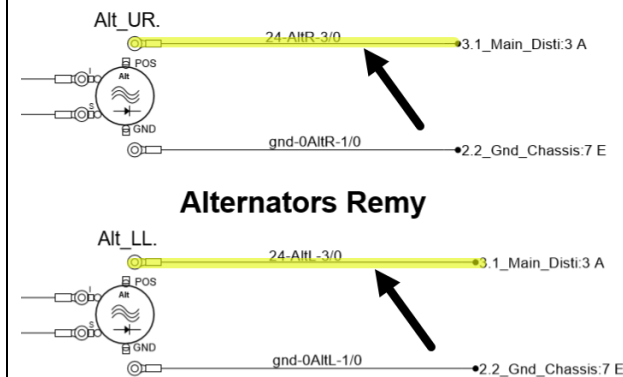 Alt_UR.
24-AltR-3/0
3.1_Main_Disti:3 A
POS
I
Alt
S
GND
gnd-0AltR-1/0
2.2_Gnd_Chassis:7 E
Alternators Remy
Alt_LL.
24-AltL-3/0
3.1_Main_Disti:3 A
POS
I
Alt
S
GND
gnd-0AltL-1/0
2.2_Gnd_Chassis:7 E